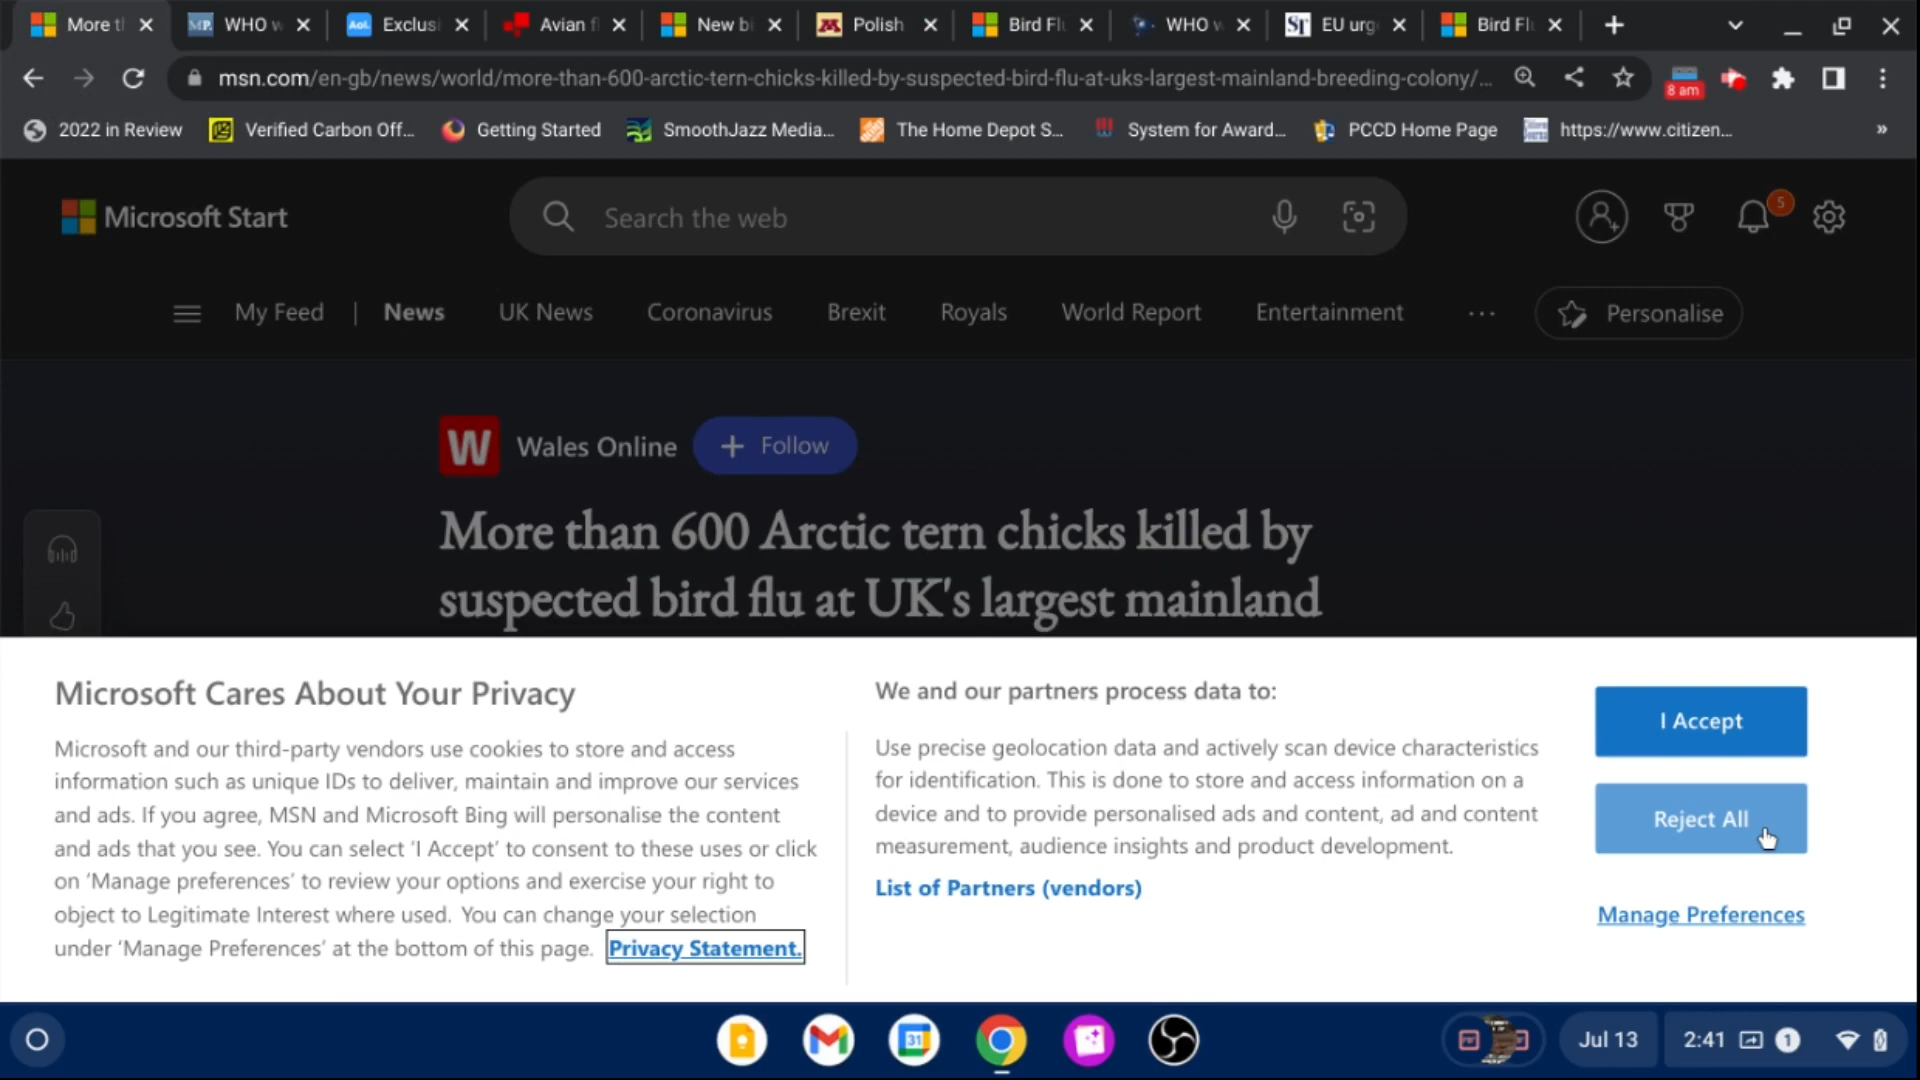 More tl
WHO w
Exclusi
Avian f
New bi
Polish
Bird Flu
WHO w
EU urg
Bird Flu
msn.com/en-gb/news/world/more-than-600-arctic-tern-chicks-killed-by-suspected-bird-flu-at-uks-largest-mainland-breeding-colony/...
8 am
2022 in Review
Verified Carbon Off...
Getting Started
SmoothJazz Media...
The Home Depot S...
System for Award...
PCCD Home Page
https://www.citizen...
»
Microsoft Start
Search the web
5
My Feed
News
UK News
Coronavirus
Brexit
Royals
World Report
Entertainment
Personalise
W Wales Online
+ Follow
More than 600 Arctic tern chicks killed by
suspected bird flu at UK's largest mainland
Microsoft Cares About Your Privacy
Microsoft and our third-party vendors use cookies to store and access
information such as unique IDs to deliver, maintain and improve our services
and ads. If you agree, MSN and Microsoft Bing will personalise the content
and ads that you see. You can select 'I Accept' to consent to these uses or click
on 'Manage preferences' to review your options and exercise your right to
object to Legitimate Interest where used. You can change your selection
under 'Manage Preferences' at the bottom of this page. Privacy Statement.
We and our partners process data to:
Use precise geolocation data and actively scan device characteristics
for identification. This is done to store and access information on a
device and to provide personalised ads and content, ad and content
measurement, audience insights and product development.
List of Partners (vendors)
I Accept
Reject All
Manage Preferences
31
Jul 13
2:41
1